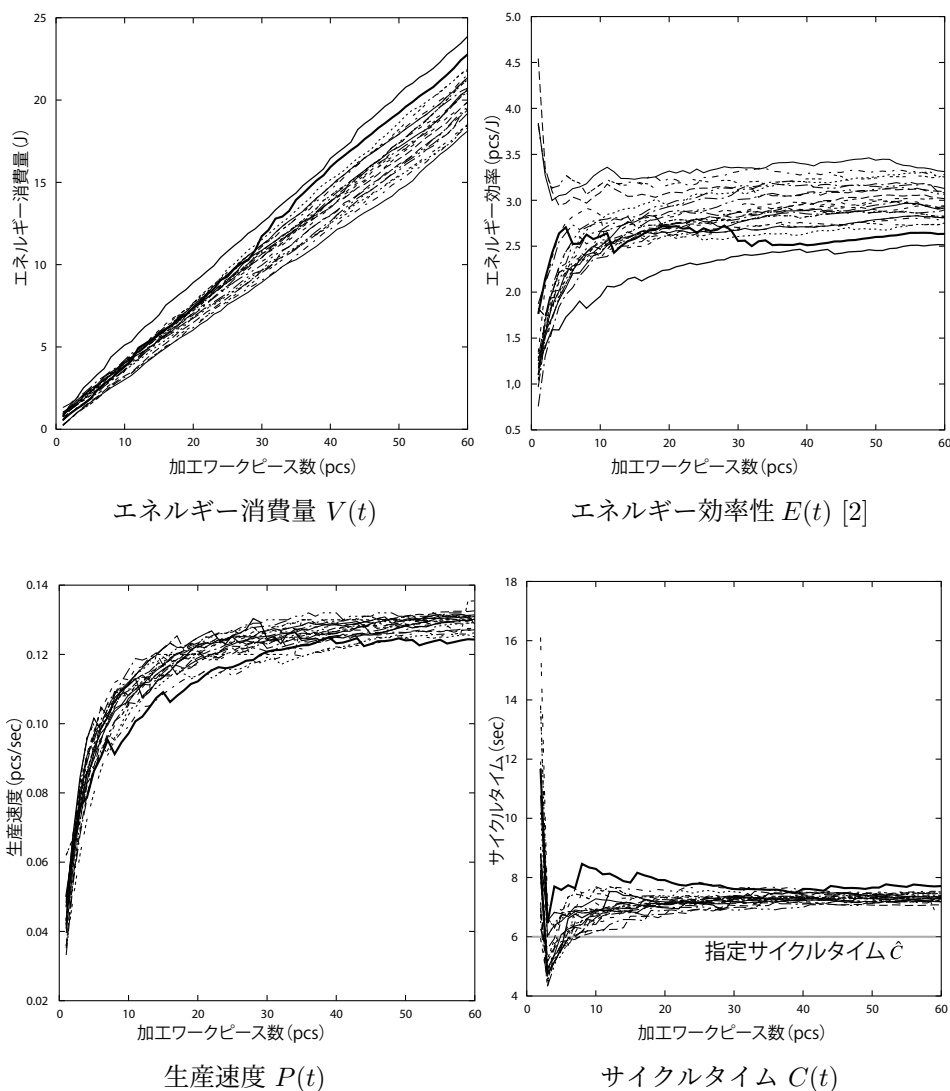 25
20
15
10
5
0
0 10 20 30 40 50 60
エネルギー消費量(J)
加工ワークピース数(pcs)
エネルギー消費量 V(t)
5.0
4.5
4.0
3.5
3.0
2.5
2.0
1.5
1.0
0.5
0 10 20 30 40 50 60
エネルギー効率(pcs/J)
加工ワークピース数(pcs)
エネルギー効率性 E(t) [2]
0.14
0.12
0.10
0.08
0.06
0.04
0.02
0 10 20 30 40 50 60
生産速度(pcs/sec)
加工ワークピース数(pcs)
生産速度 P(t)
18
16
14
12
10
8
6
4
0 10 20 30 40 50 60
サイクルタイム(sec)
指定サイクルタイム Ĉ
加工ワークピース数(pcs)
サイクルタイム C(t)